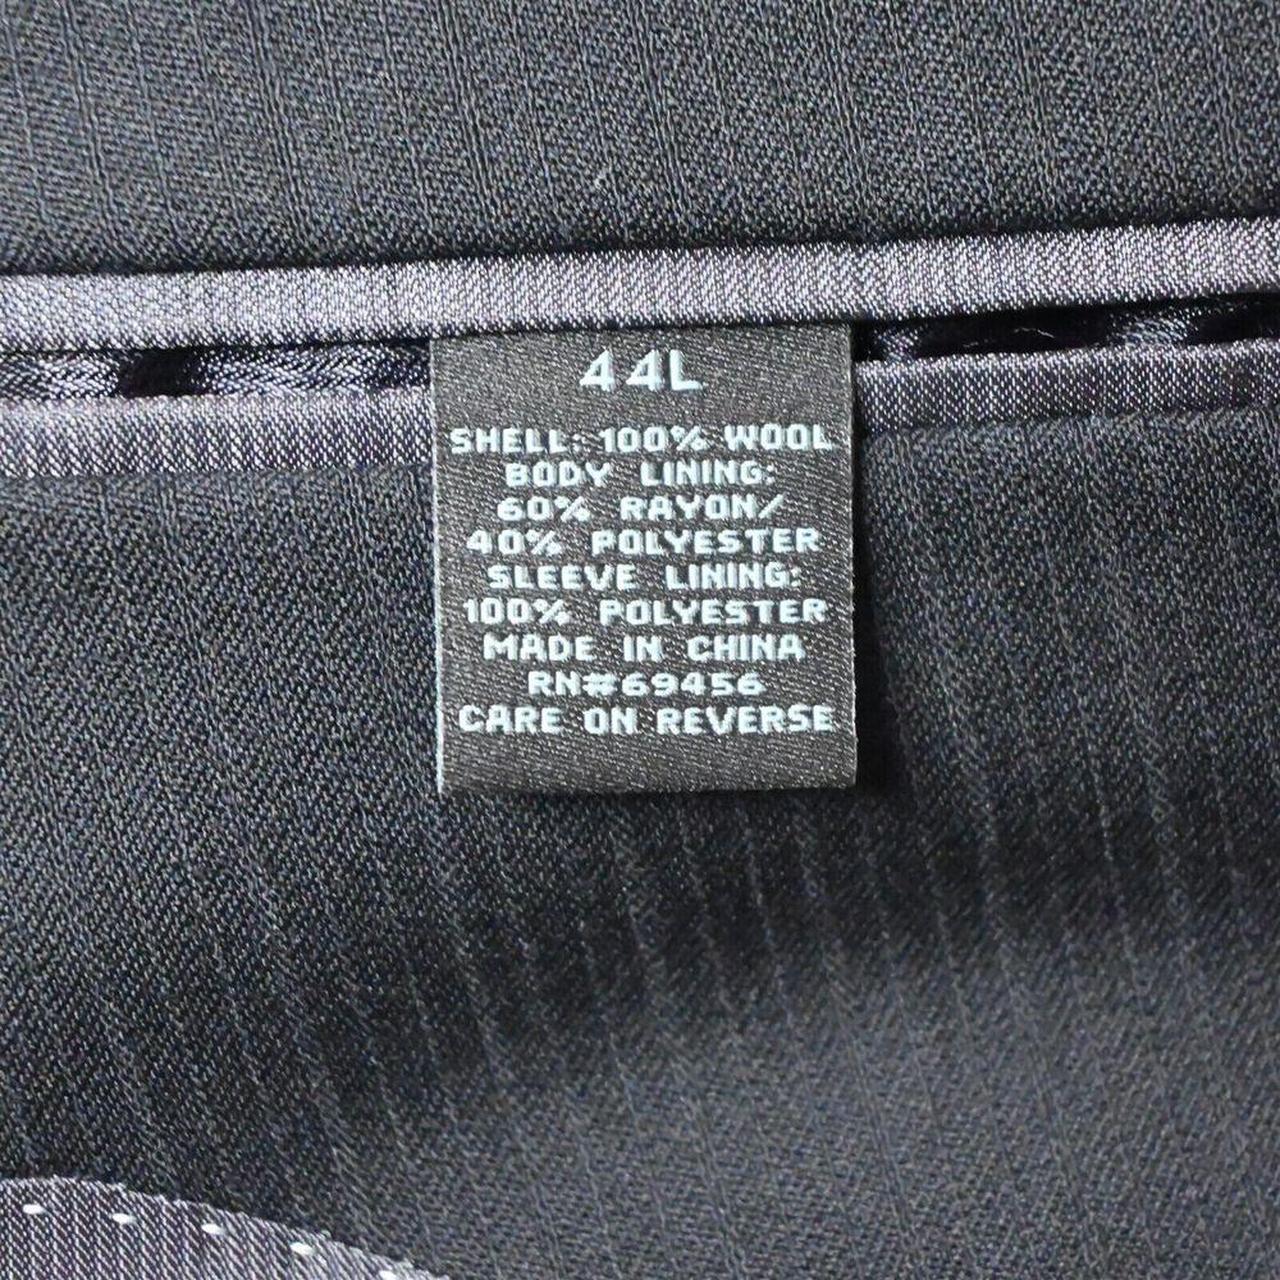 44L
SHELL: 100% WOOL
BODY LINING:
60% RAYON/
40% POLYESTER
SLEEVE LINING:
100% POLYESTER
MADE IN CHINA
RN#69456
CARE ON REVERSE